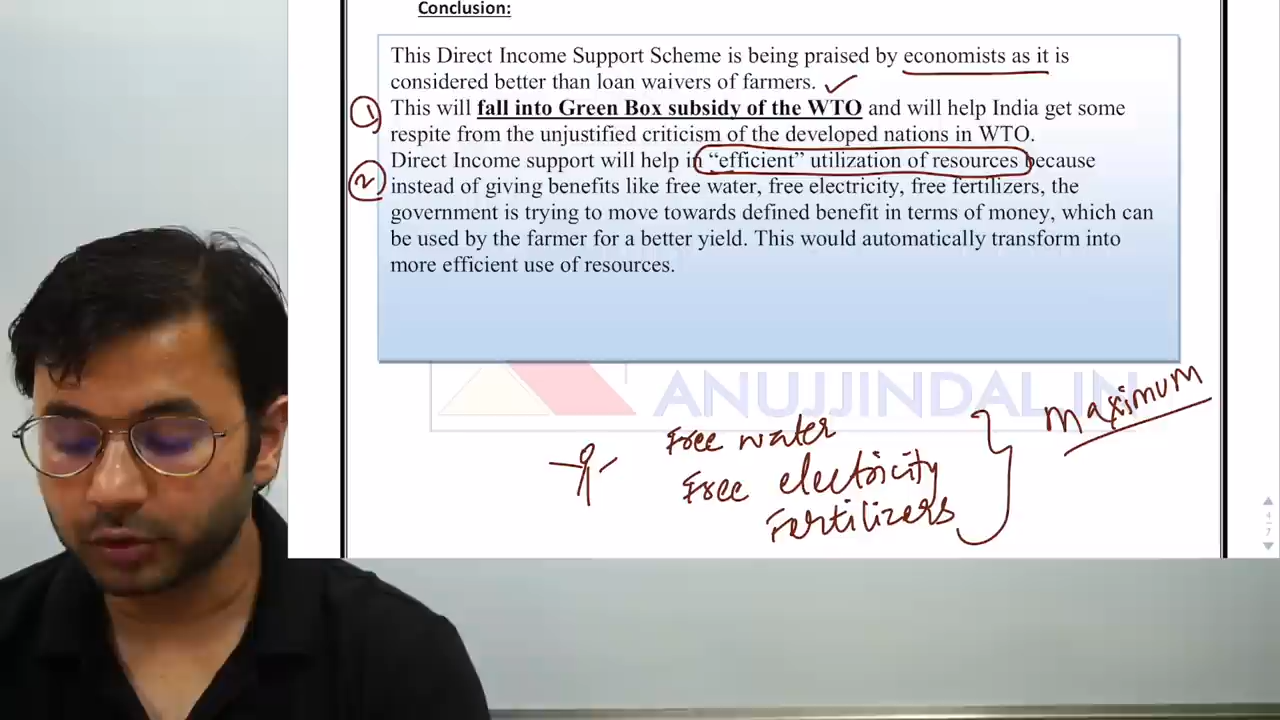 Conclusion:
This Direct Income Support Scheme is being praised by economists as it is
considered better than loan waivers of farmers.
1 This will fall into Green Box subsidy of the WTO and will help India get some
respite from the unjustified criticism of the developed nations in WTO.
Direct Income support will help in “efficient” utilization of resources because
2 instead of giving benefits like free water, free electricity, free fertilizers, the
government is trying to move towards defined benefit in terms of money, which can
be used by the farmer for a better yield. This would automatically transform into
more efficient use of resources.
ANUJJINDAL.IN
Maximum
Free water
Free electricity
Fertilizers
4/7